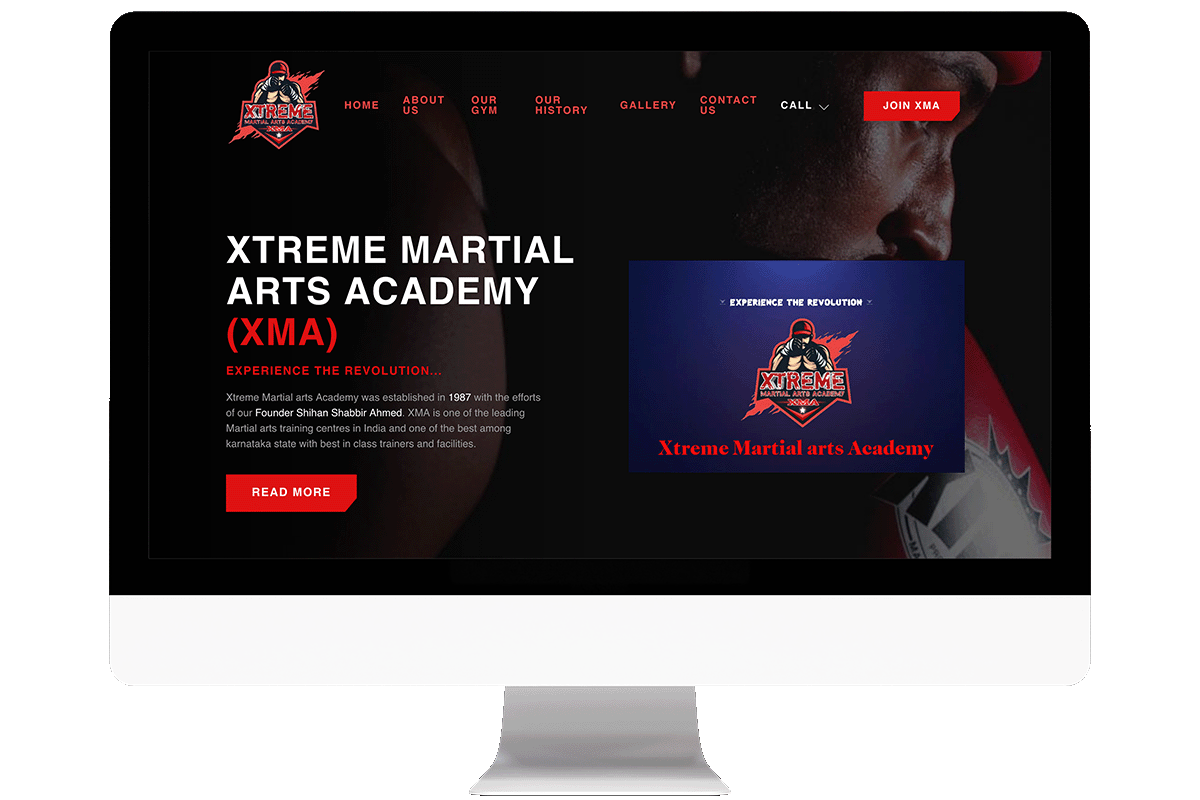 XTREME
MARTIAL ARTS ACADEMY
XMA
HOME
ABOUT
US
OUR
GYM
OUR
HISTORY
GALLERY
CONTACT
US
CALL
JOIN XMA
XTREME MARTIAL
ARTS ACADEMY
(XMA)
EXPERIENCE THE REVOLUTION...
Xtreme Martial arts Academy was established in 1987 with the efforts
of our Founder Shihan Shabbir Ahmed. XMA is one of the leading
Martial arts training centres in India and one of the best among
karnataka state with best in class trainers and facilities.
READ MORE
EXPERIENCE THE REVOLUTION
XTREME
MARTIAL ARTS ACADEMY
XMA
Xtreme Martial arts Academy